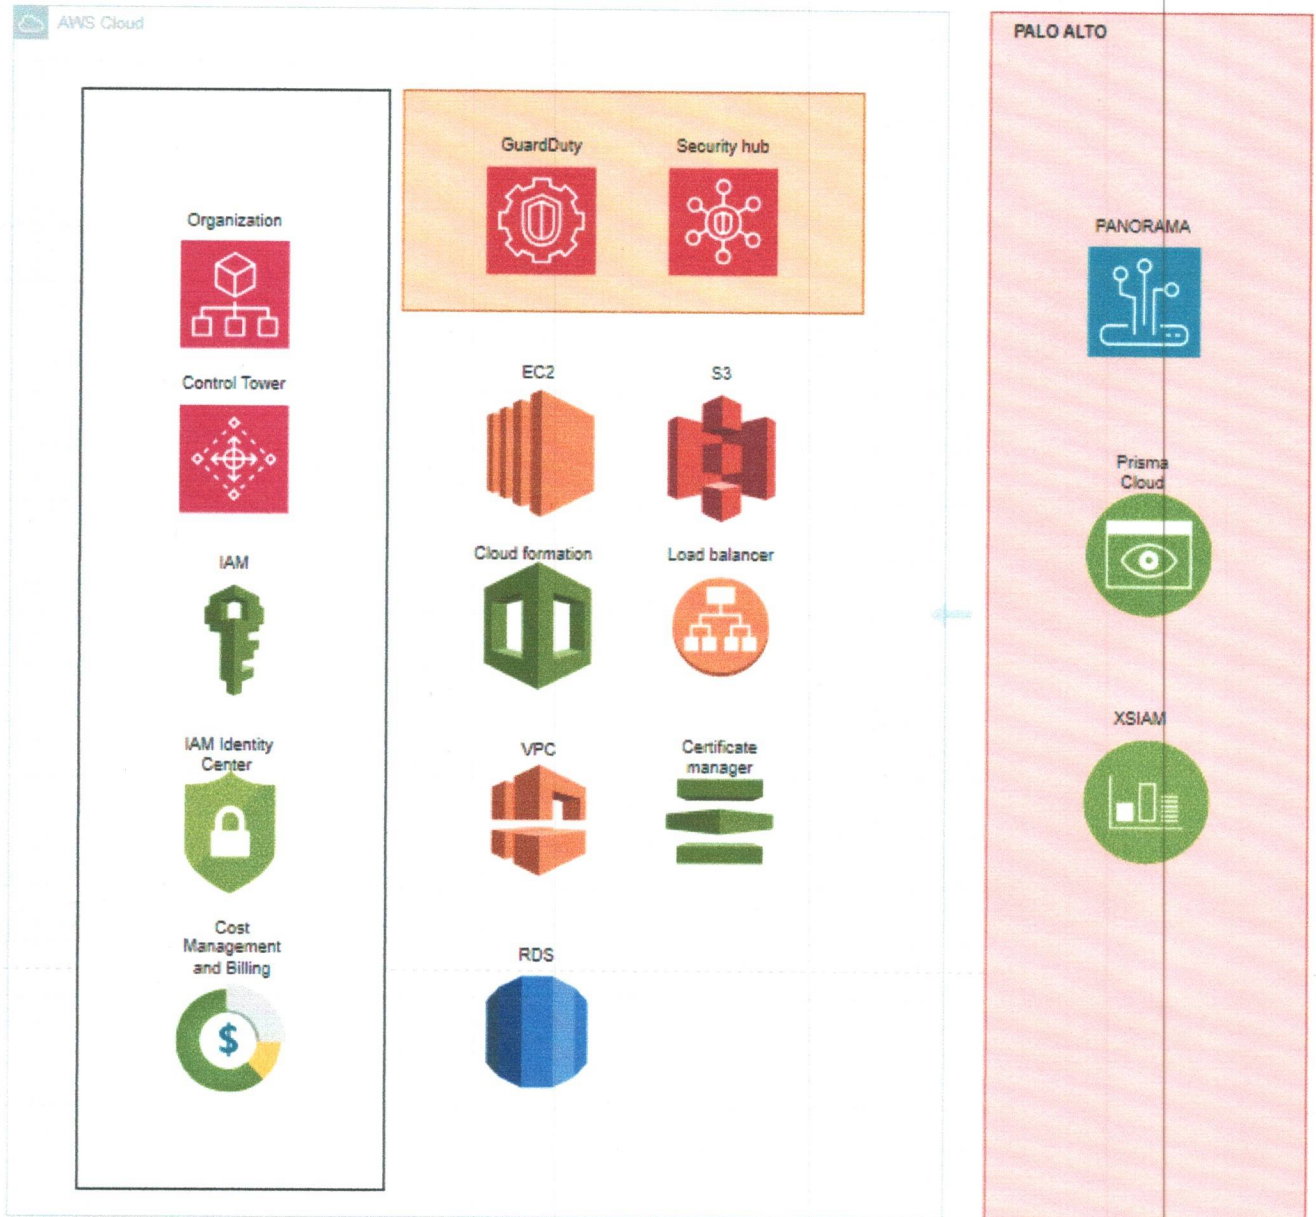 AWS Cloud
PALO ALTO
GuardDuty
Security hub
Organization
PANORAMA
Control Tower
EC2
S3
Prisma
Cloud
IAM
Cloud formation
Load balancer
XSIAM
IAM Identity
Center
VPC
Certificate
manager
Cost
Management
and Billing
$
RDS